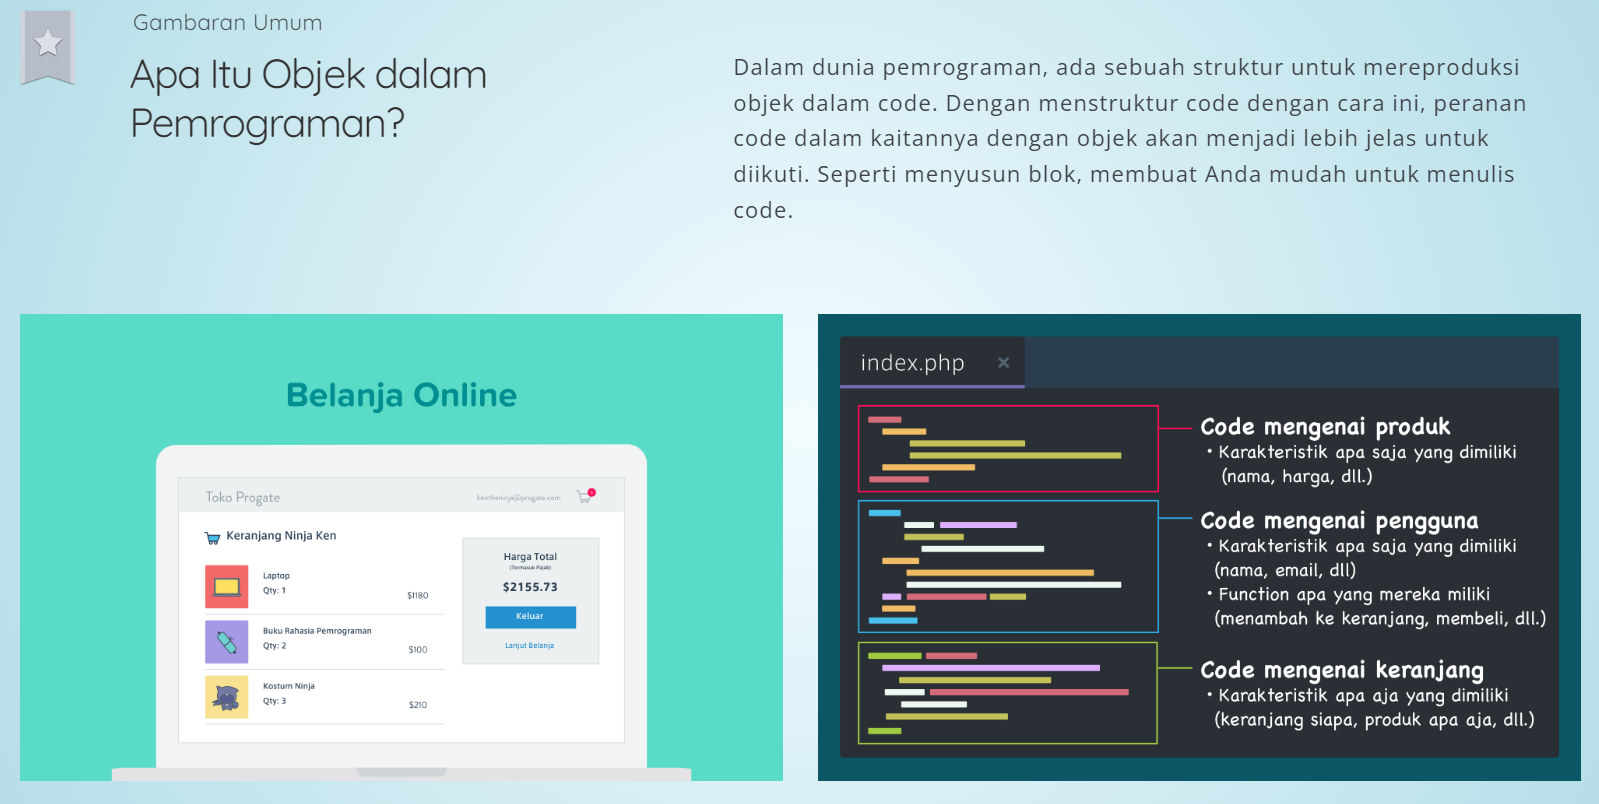 Gambaran Umum
Apa Itu Objek dalam
Pemrograman?
Dalam dunia pemrograman, ada sebuah struktur untuk mereproduksi
objek dalam code. Dengan menstruktur code dengan cara ini, peranan
code dalam kaitannya dengan objek akan menjadi lebih jelas untuk
diikuti. Seperti menyusun blok, membuat Anda mudah untuk menulis
code.
Belanja Online
Toko Progate
kentheninja@progate.com
Keranjang Ninja Ken
Laptop
Qty: 1
$1180
Buku Rahasia Pemrograman
Qty: 2
$100
Kostum Ninja
Qty: 3
$210
Harga Total
(Termasuk Pajak)
$2155.73
Keluar
Lanjut Belanja
index.php ×
Code mengenai produk
• Karakteristik apa saja yang dimiliki
(nama, harga, dll.)
Code mengenai pengguna
• Karakteristik apa saja yang dimiliki
(nama, email, dll)
• Function apa yang mereka miliki
(menambah ke keranjang, membeli, dll.)
Code mengenai keranjang
• Karakteristik apa aja yang dimiliki
(keranjang siapa, produk apa aja, dll.)